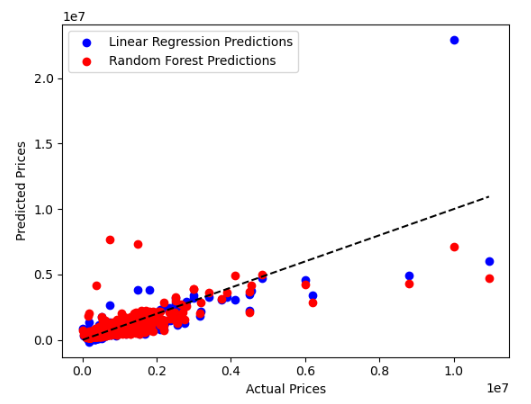 1e7
Linear Regression Predictions
Random Forest Predictions
2.0
1.5
1.0
0.5
0.0
Predicted Prices
0.0 0.2 0.4 0.6 0.8 1.0
Actual Prices
1e7